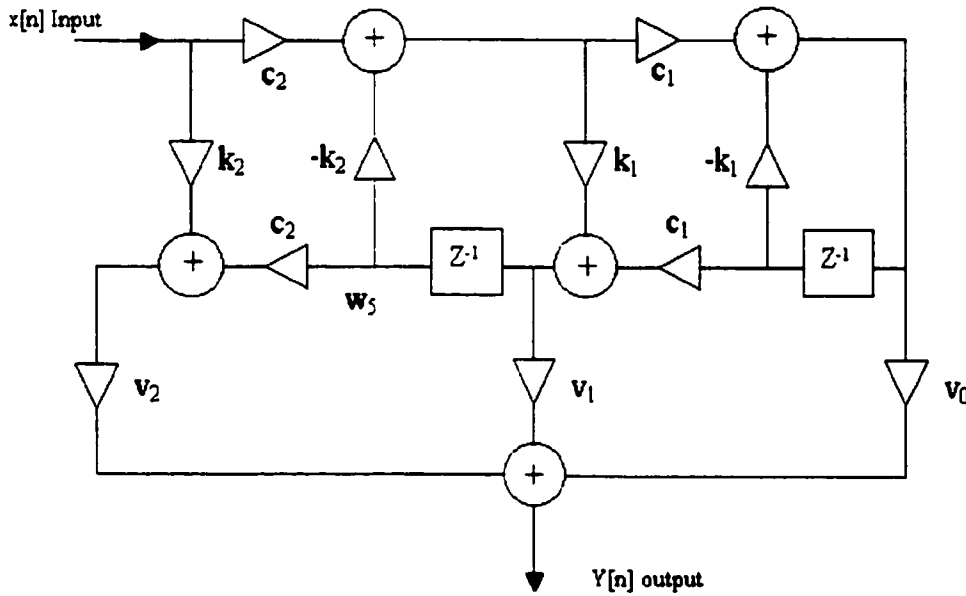 x[n] Input
+
+
c₂
c₁
k₂
-k₂
k₁
-k₁
c₂
c₁
+
Z⁻¹
+
Z⁻¹
w₅
v₂
v₁
v₀
+
Y[n] output